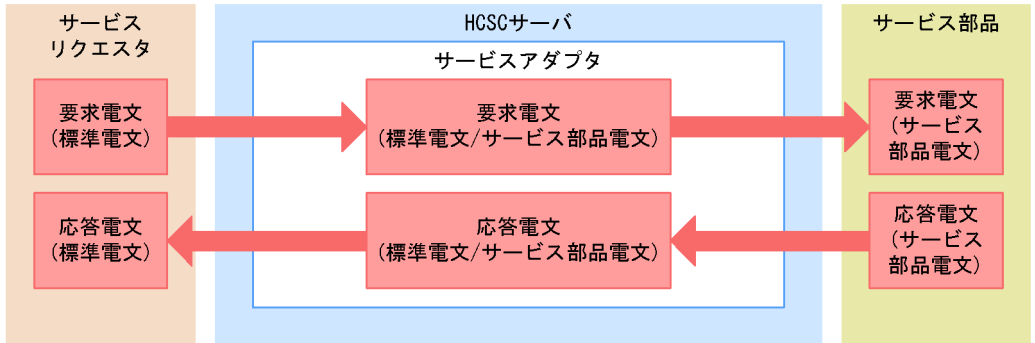 サービス
リクエスタ
HCSCサーバ
サービス部品
サービスアダプタ
要求電文
(標準電文)
要求電文
(標準電文/サービス部品電文)
要求電文
(サービス
部品電文)
応答電文
(標準電文)
応答電文
(標準電文/サービス部品電文)
応答電文
(サービス
部品電文)